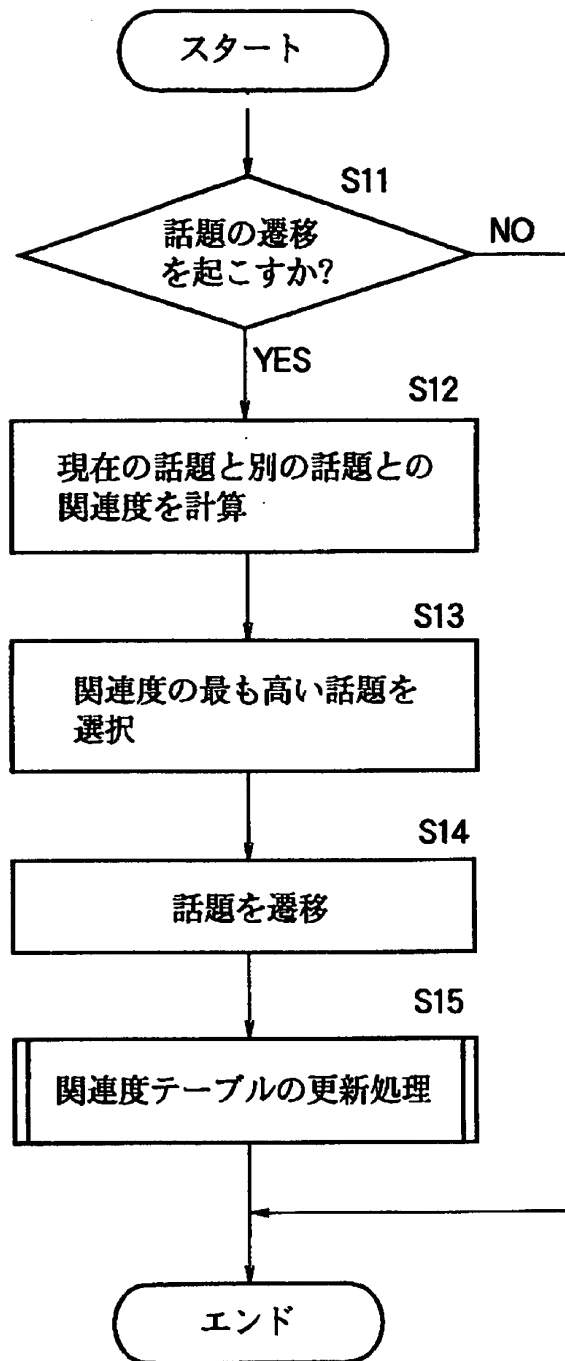 スタート
S11
話題の遷移
を起こすか?
NO
YES
S12
現在の話題と別の話題との
関連度を計算
S13
関連度の最も高い話題を
選択
S14
話題を遷移
S15
関連度テーブルの更新処理
エンド